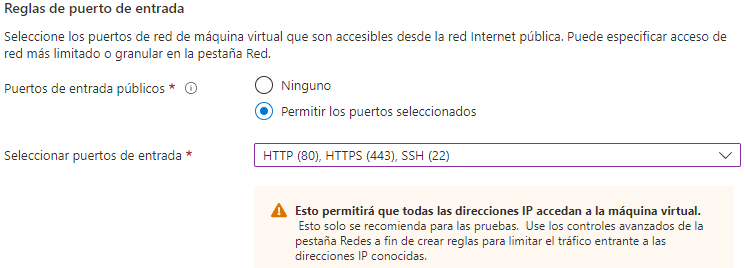 Reglas de puerto de entrada
Seleccione los puertos de red de máquina virtual que son accesibles desde la red Internet pública. Puede especificar acceso de
red más limitado o granular en la pestaña Red.
Puertos de entrada públicos *
Ninguno
Permitir los puertos seleccionados
Seleccionar puertos de entrada *
HTTP (80), HTTPS (443), SSH (22)
Esto permitirá que todas las direcciones IP accedan a la máquina virtual.
Esto solo se recomienda para las pruebas. Use los controles avanzados de la
pestaña Redes a fin de crear reglas para limitar el tráfico entrante a las
direcciones IP conocidas.